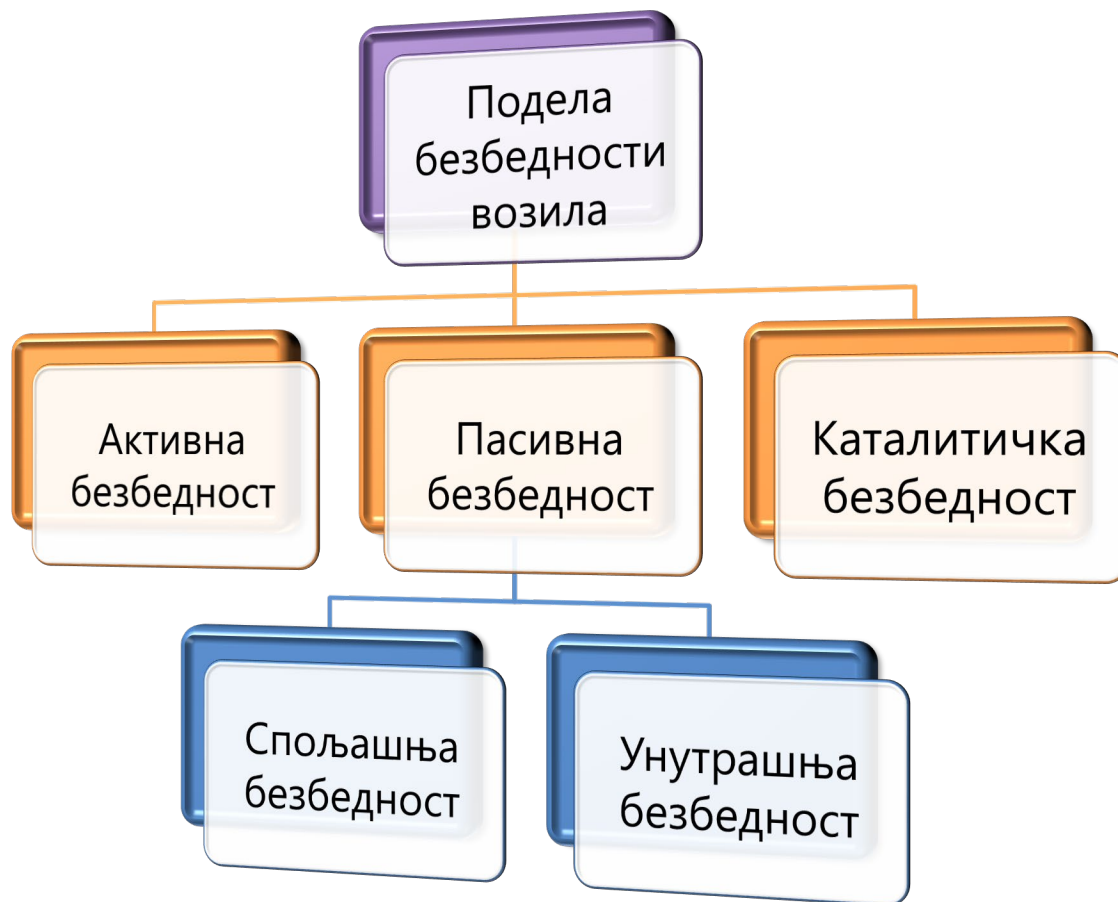 Подела
безбедности
возила
Активна
безбедност
Пасивна
безбедност
Каталитичка
безбедност
Спољашња
безбедност
Унутрашња
безбедност